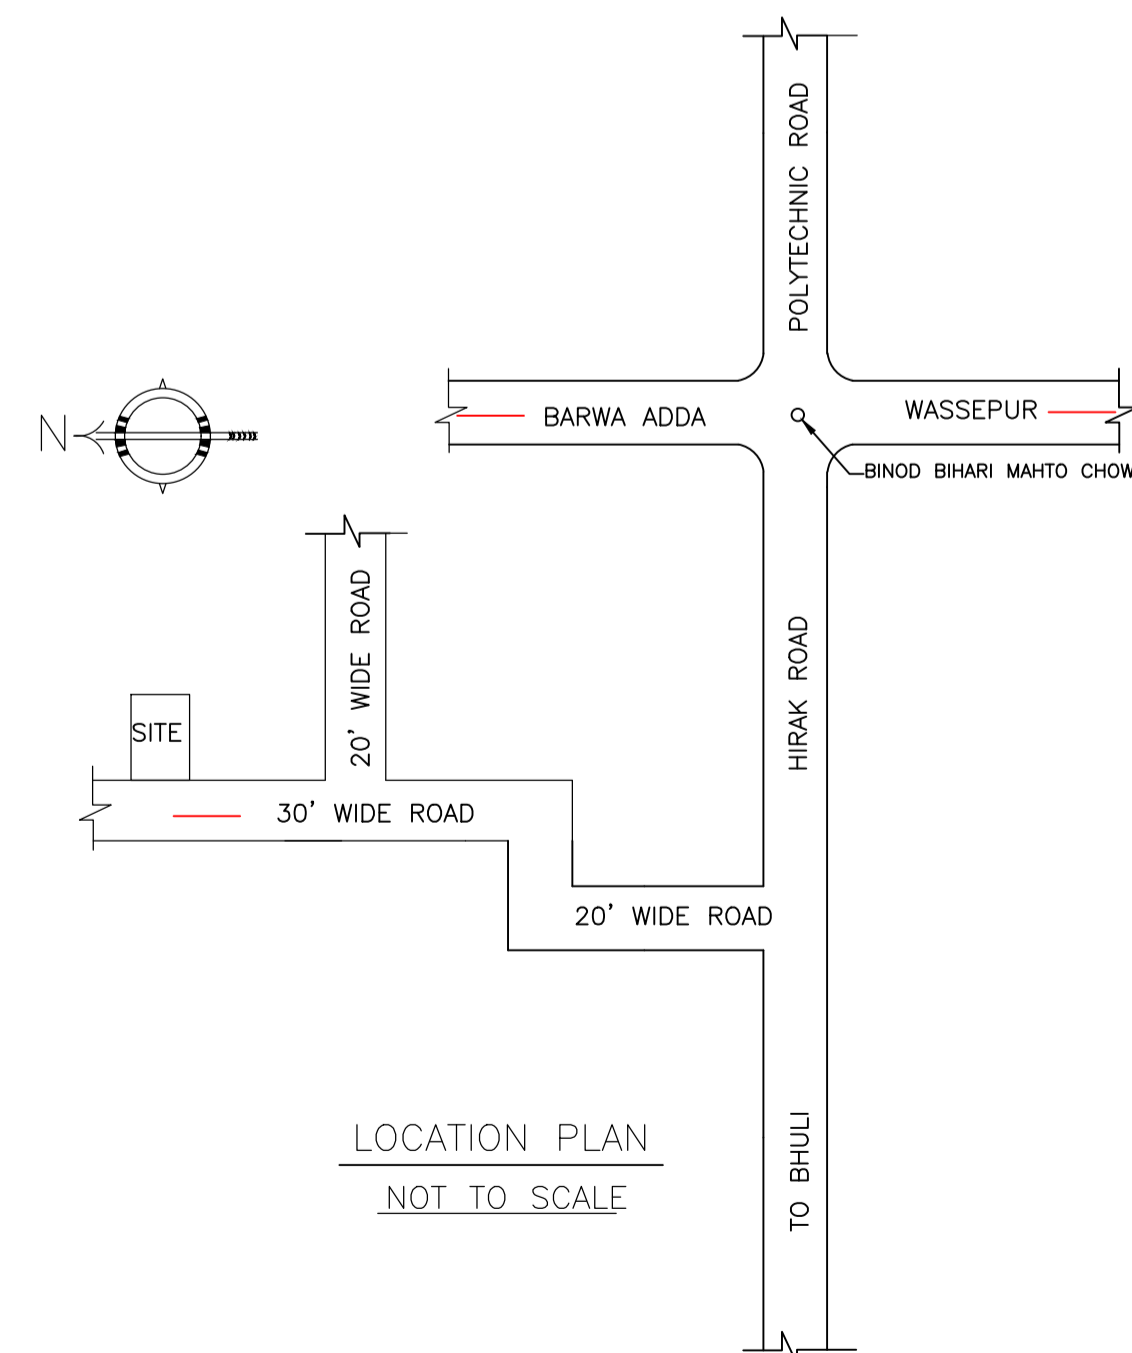 POLYTECHNIC ROAD
BARWA ADDA
WASSEPUR
N
BINOD BIHARI MAHTO CHOW
20' WIDE ROAD
HIRAK ROAD
SITE
30' WIDE ROAD
20' WIDE ROAD
LOCATION PLAN
NOT TO SCALE
TO BHULI